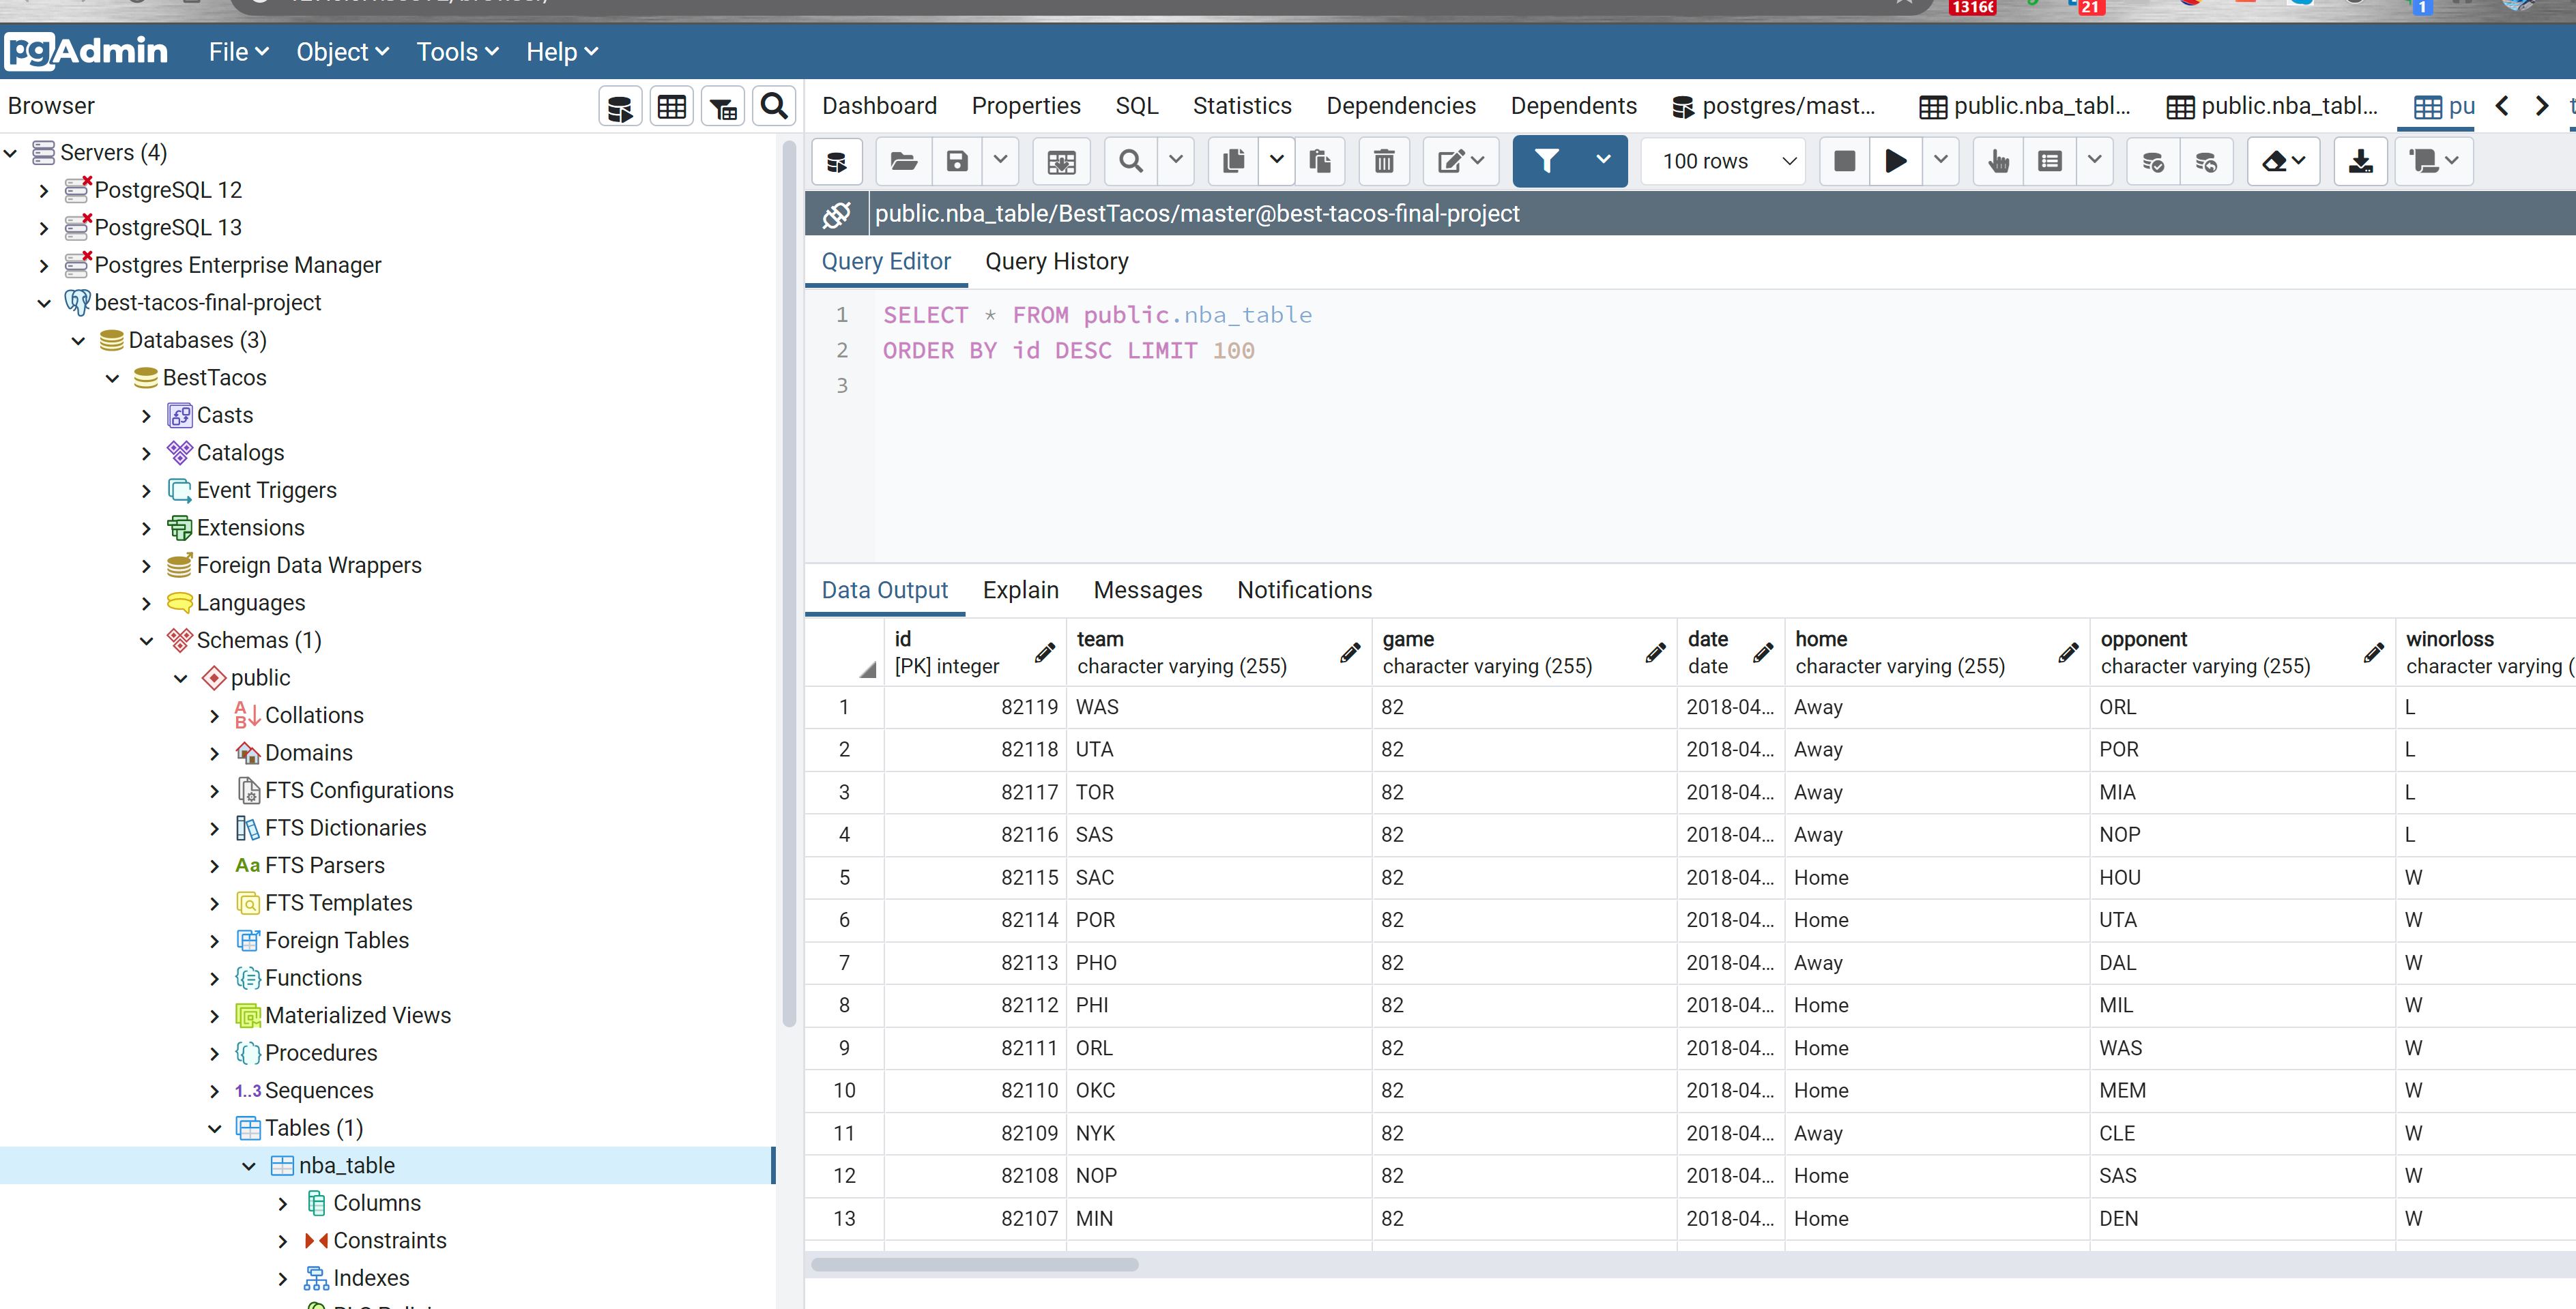 13166
21
1
pgAdmin File Object Tools Help
Browser
Servers (4)
PostgreSQL 12
PostgreSQL 13
Postgres Enterprise Manager
best-tacos-final-project
Databases (3)
BestTacos
Casts
Catalogs
Event Triggers
Extensions
Foreign Data Wrappers
Languages
Schemas (1)
public
Collations
Domains
FTS Configurations
FTS Dictionaries
Aa FTS Parsers
FTS Templates
Foreign Tables
Functions
Materialized Views
Procedures
1..3 Sequences
Tables (1)
nba_table
Columns
Constraints
Indexes
Dashboard Properties SQL Statistics Dependencies Dependents postgres/mast... public.nba_tabl... public.nba_tabl... pu
100 rows
public.nba_table/BestTacos/master@best-tacos-final-project
Query Editor Query History
1 SELECT * FROM public.nba_table
2 ORDER BY id DESC LIMIT 100
3
Data Output Explain Messages Notifications
id team game date home opponent winorloss
[PK] integer character varying (255) character varying (255) date character varying (255) character varying (255) character varying (
1 82119 WAS 82 2018-04... Away ORL L
2 82118 UTA 82 2018-04... Away POR L
3 82117 TOR 82 2018-04... Away MIA L
4 82116 SAS 82 2018-04... Away NOP L
5 82115 SAC 82 2018-04... Home HOU W
6 82114 POR 82 2018-04... Home UTA W
7 82113 PHO 82 2018-04... Away DAL W
8 82112 PHI 82 2018-04... Home MIL W
9 82111 ORL 82 2018-04... Home WAS W
10 82110 OKC 82 2018-04... Home MEM W
11 82109 NYK 82 2018-04... Away CLE W
12 82108 NOP 82 2018-04... Home SAS W
13 82107 MIN 82 2018-04... Home DEN W